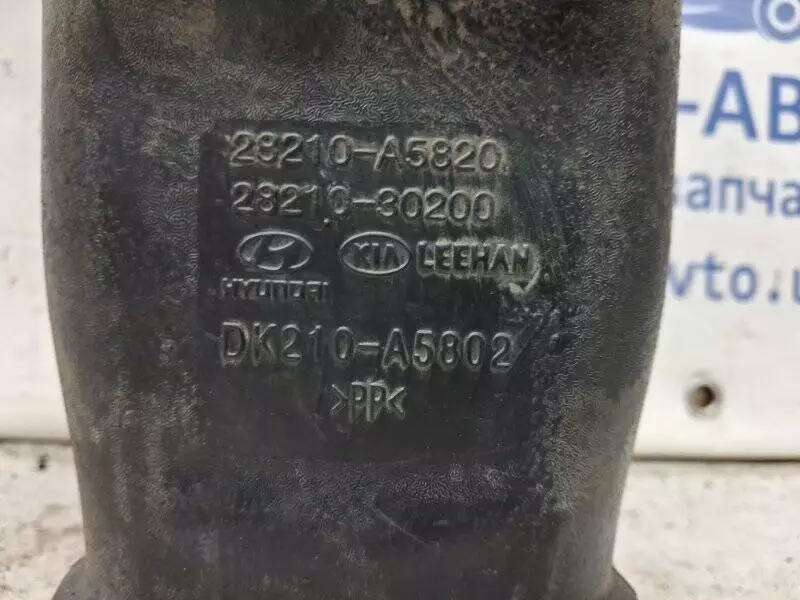 28210-A5820
28210-30200
HYUNDAI KIA LEEHAN
DK210-A5802
>PP<
-АВ
запча
vto.u